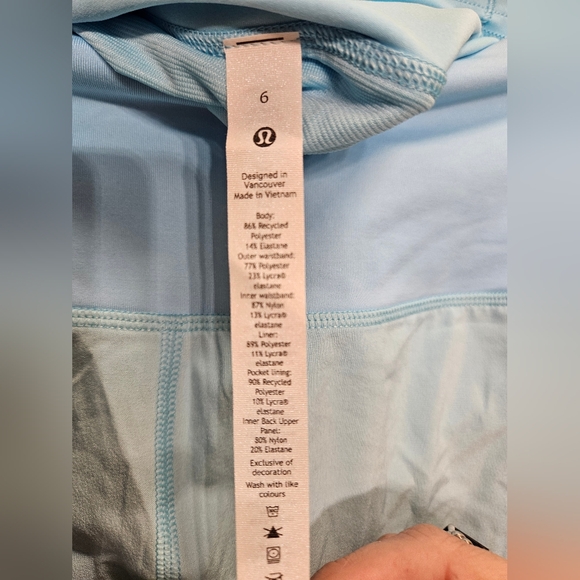 6
Designed in
Vancouver
Made in Vietnam
Body:
86% Recycled
Polyester
14% Elastane
Outer waistband:
77% Polyester
23% Lycra®
elastane
Inner waistband:
87% Nylon
13% Lycra®
elastane
Liner:
89% Polyester
11% Lycra®
elastane
Pocket lining:
90% Recycled
Polyester
10% Lycra®
elastane
Inner Back Upper
Panel:
80% Nylon
20% Elastane
Exclusive of
decoration
Wash with like
colours